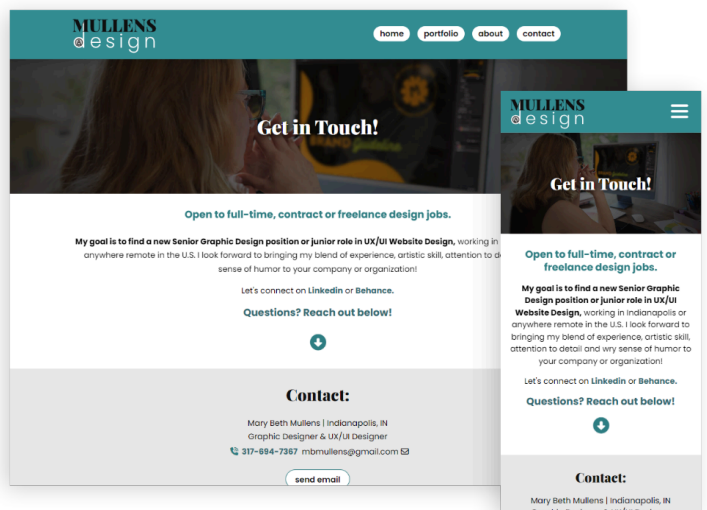 MULLENS
design
home
portfolio
about
contact
BRAND guideline
Get in Touch!
Open to full-time, contract or freelance design jobs.
My goal is to find a new Senior Graphic Design position or junior role in UX/UI Website Design, working in
anywhere remote in the U.S. I look forward to bringing my blend of experience, artistic skill, attention to
sense of humor to your company or organization!
Let's connect on Linkedin or Behance.
Questions? Reach out below!
Contact:
Mary Beth Mullens | Indianapolis, IN
Graphic Designer & UX/UI Designer
317-694-7367 mbmullens@gmail.com
send email
MULLENS
design
Get in Touch!
Open to full-time, contract or
freelance design jobs.
My goal is to find a new Senior Graphic
Design position or junior role in UX/UI
Website Design, working in Indianapolis or
anywhere remote in the U.S. I look forward to
bringing my blend of experience, artistic skill,
attention to detail and wry sense of humor to
your company or organization!
Let's connect on Linkedin or Behance.
Questions? Reach out below!
Contact:
Mary Beth Mullens | Indianapolis, IN